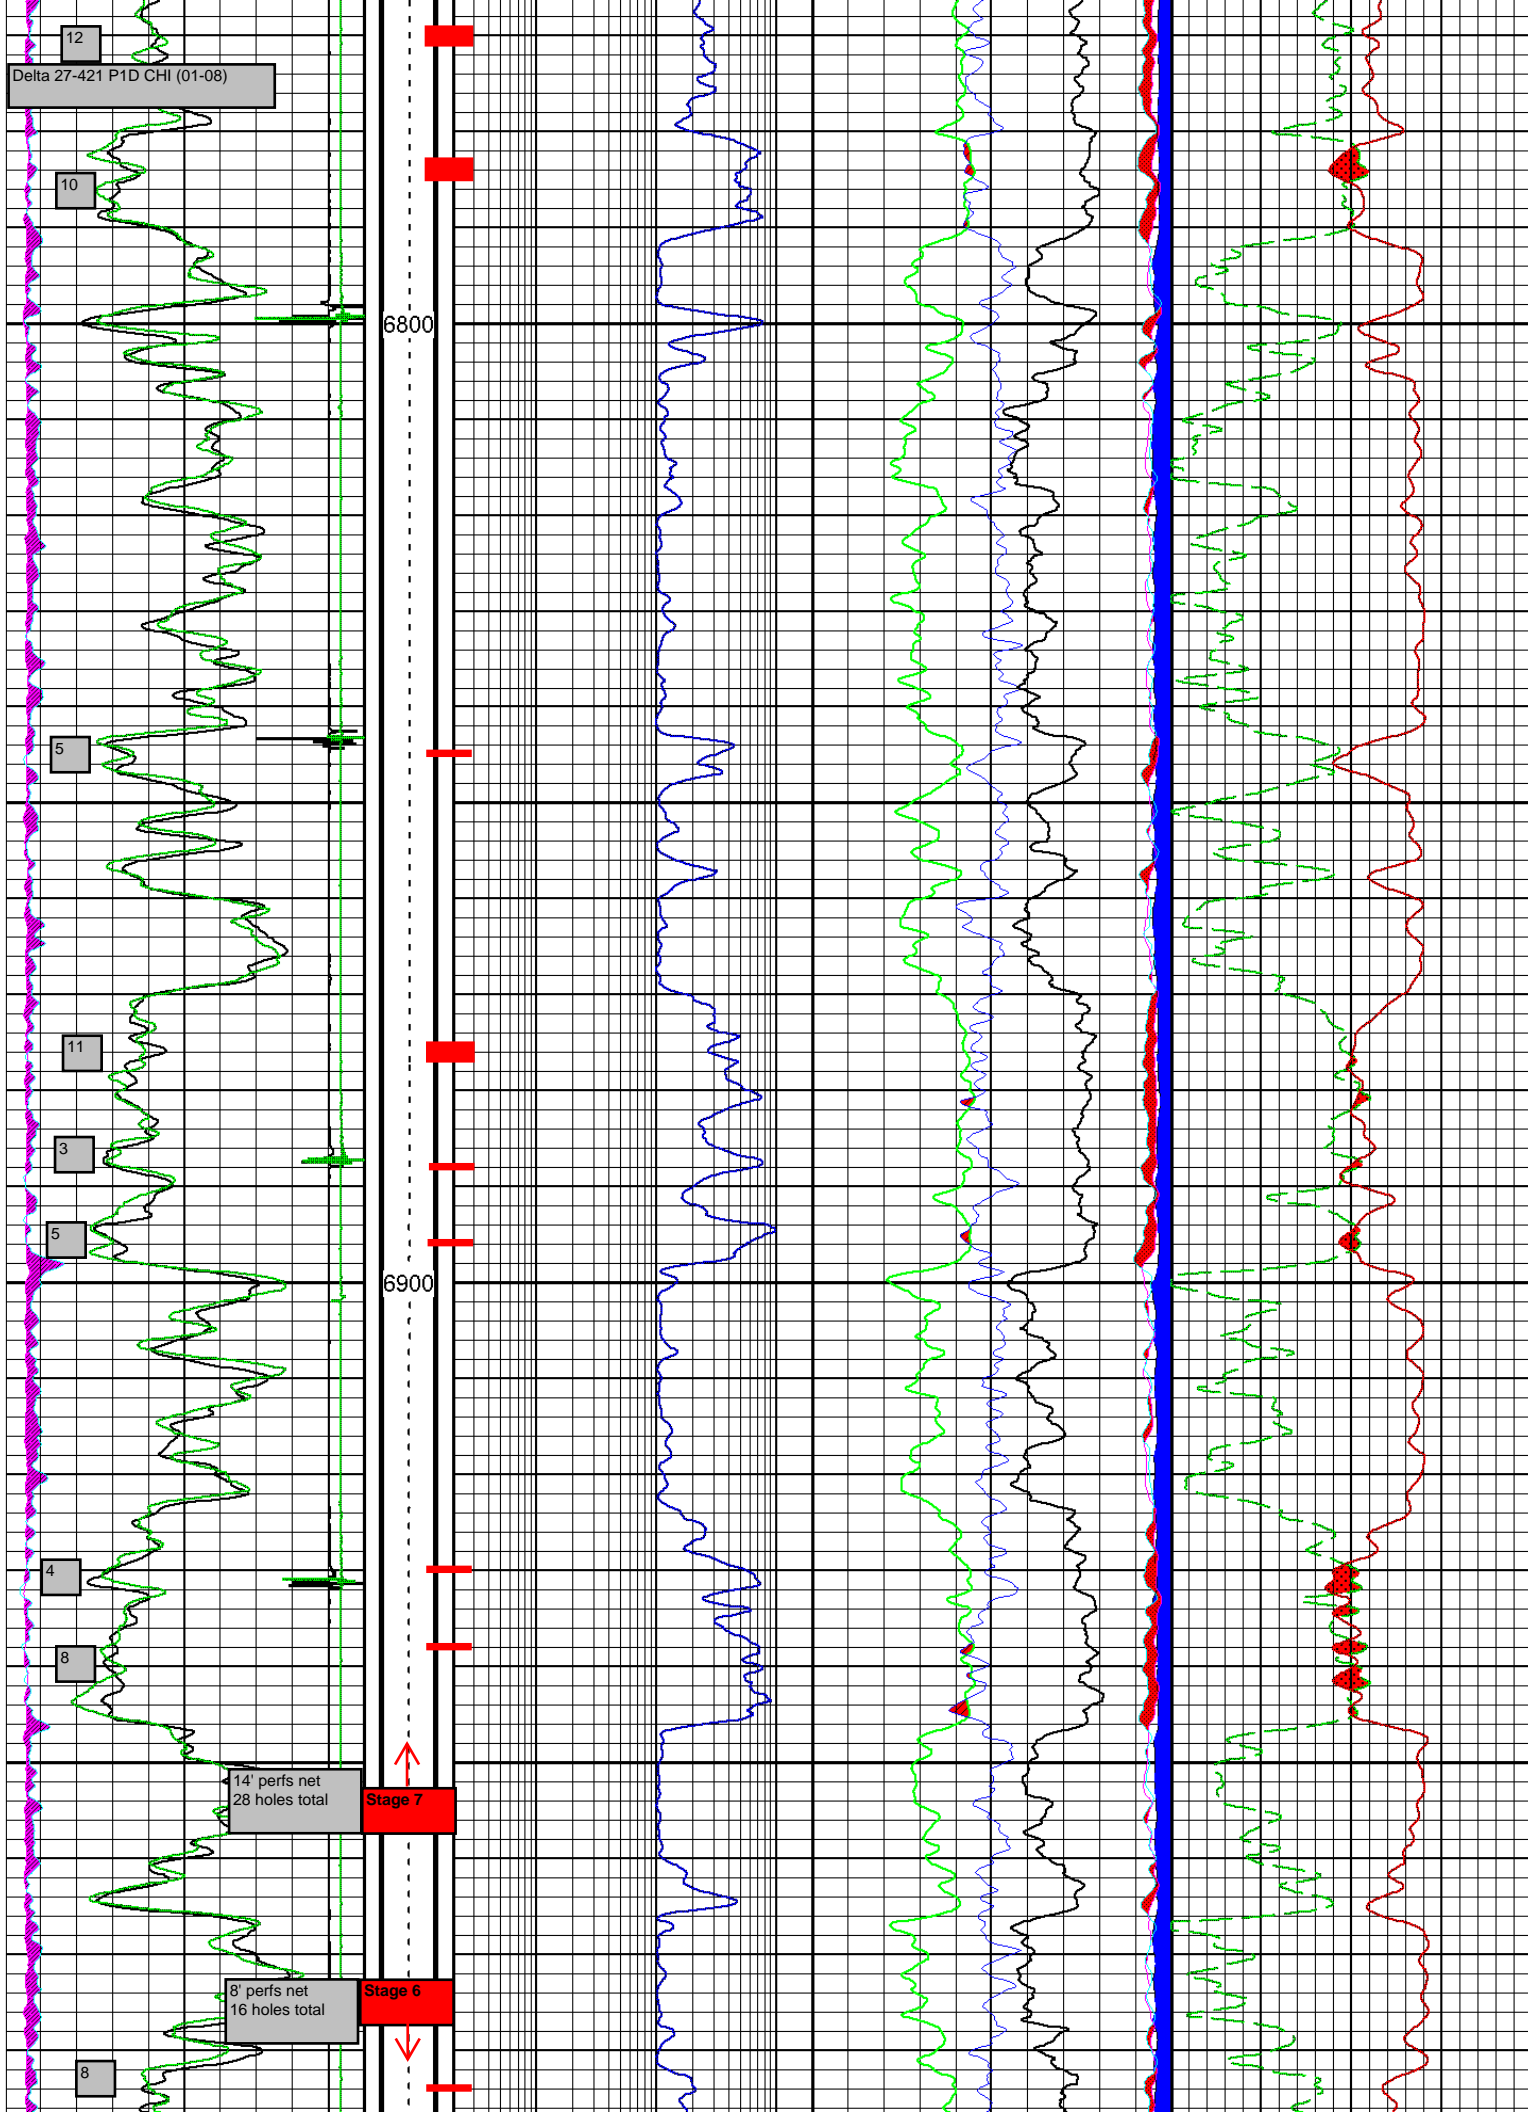 12
Delta 27-421 P1D CHI (01-08)
10
6800
5
11
3
5
6900
4
8
14' perfs net
28 holes total
Stage 7
8' perfs net
16 holes total
Stage 6
8